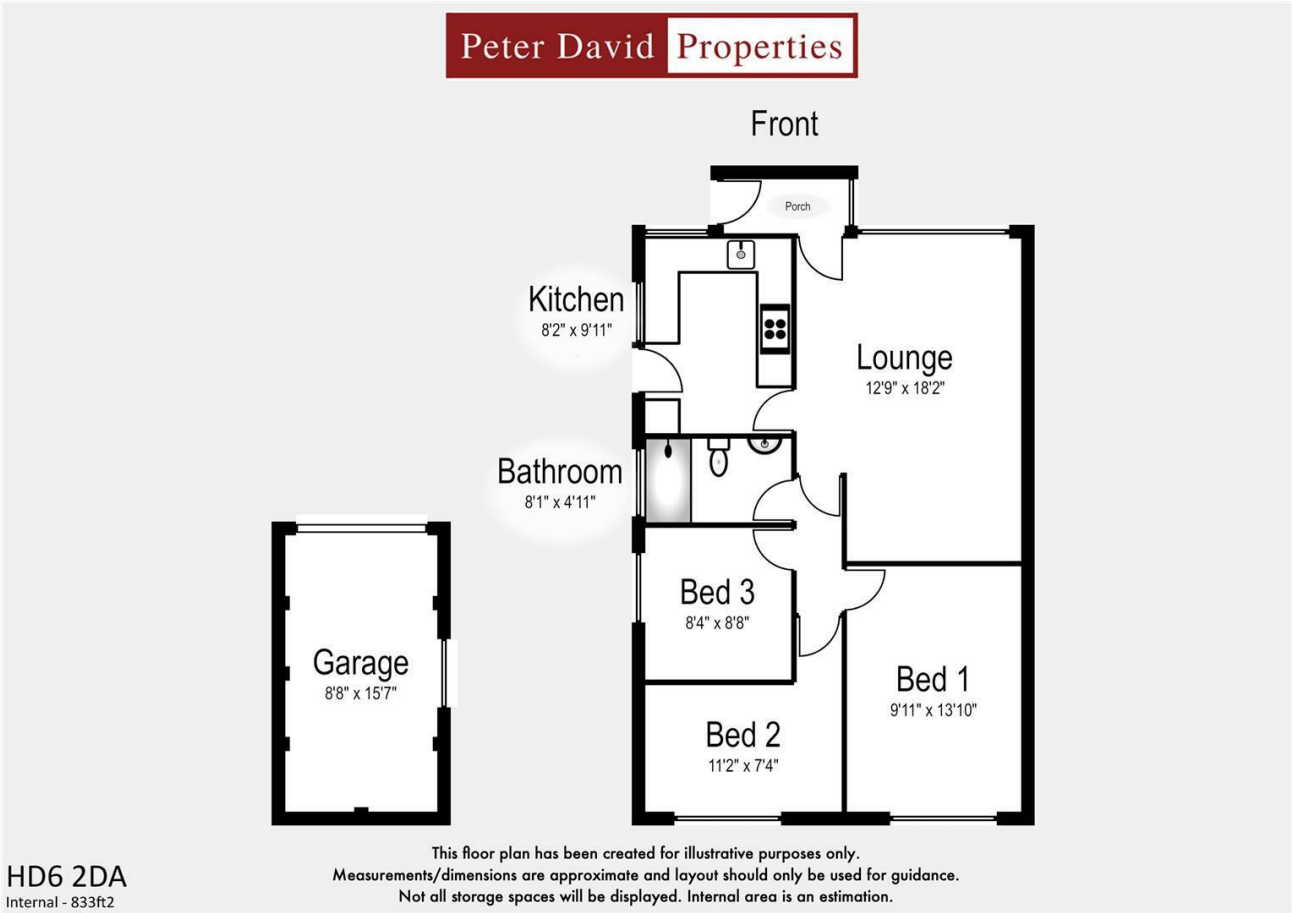 Peter David Properties
Front
Porch
Kitchen
8'2" x 9'11"
Lounge
12'9" x 18'2"
Bathroom
8'1" x 4'11"
Bed 3
8'4" x 8'8"
Garage
8'8" x 15'7"
Bed 1
9'11" x 13'10"
Bed 2
11'2" x 7'4"
This floor plan has been created for illustrative purposes only.
Measurements/dimensions are approximate and layout should only be used for guidance.
Not all storage spaces will be displayed. Internal area is an estimation.
HD6 2DA
Internal - 833ft2